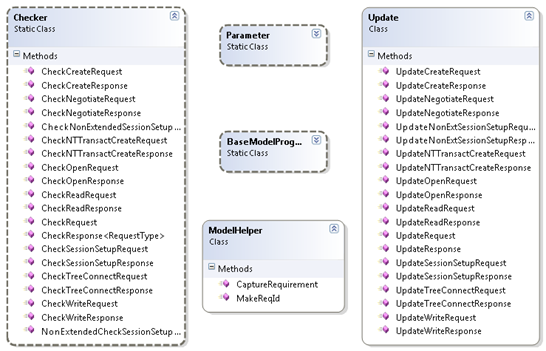 Checker
Static Class
Methods
CheckCreateRequest
CheckCreateResponse
CheckNegotiateRequest
CheckNegotiateResponse
CheckNonExtendedSessionSetup ...
CheckNTTransactCreateRequest
CheckNTTransactCreateResponse
CheckOpenRequest
CheckOpenResponse
CheckReadRequest
CheckReadResponse
CheckRequest
CheckResponse<RequestType>
CheckSessionSetupRequest
CheckSessionSetupResponse
CheckTreeConnectRequest
CheckTreeConnectResponse
CheckWriteRequest
CheckWriteResponse
NonExtendedCheckSessionSetup ...
Parameter
Static Class
BaseModelProg...
Static Class
ModelHelper
Class
Methods
CaptureRequirement
MakeReqId
Update
Class
Methods
UpdateCreateRequest
UpdateCreateResponse
UpdateNegotiateRequest
UpdateNegotiateResponse
UpdateNonExtSessionSetupRequ...
UpdateNonExtSessionSetupResp...
UpdateNTTransactCreateRequest
UpdateNTTransactCreateResponse
UpdateOpenRequest
UpdateOpenResponse
UpdateReadRequest
UpdateReadResponse
UpdateRequest
UpdateResponse
UpdateSessionSetupRequest
UpdateSessionSetupResponse
UpdateTreeConnectRequest
UpdateTreeConnectResponse
UpdateWriteRequest
UpdateWriteResponse